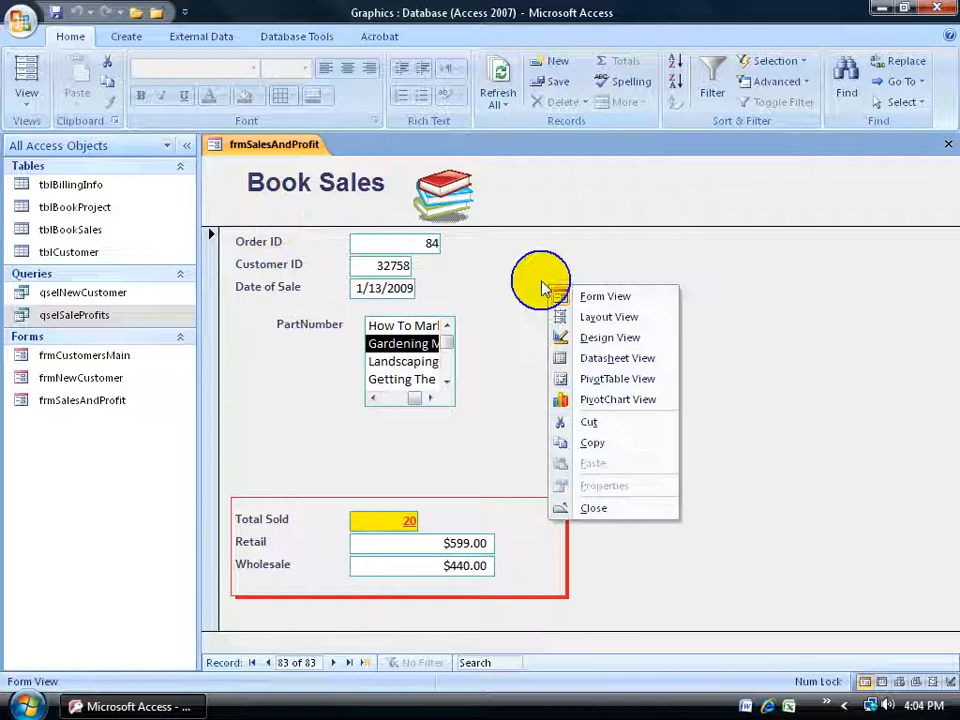 Graphics : Database (Access 2007) - Microsoft Access
Home Create External Data Database Tools Acrobat
View
Views
Paste
Clipboard
B I U
A
Font
Rich Text
Refresh All
New
Save
Delete
Totals
Spelling
More
Records
Filter
Selection
Advanced
Toggle Filter
Sort & Filter
Find
Replace
Go To
Select
Find
All Access Objects
Tables
tblBillingInfo
tblBookProject
tblBookSales
tblCustomer
Queries
qselNewCustomer
qselSaleProfits
Forms
frmCustomersMain
frmNewCustomer
frmSalesAndProfit
frmSalesAndProfit
Book Sales
Order ID 84
Customer ID 32758
Date of Sale 1/13/2009
PartNumber
How To Marl
Gardening M
Landscaping
Getting The
Total Sold 20
Retail $599.00
Wholesale $440.00
Form View
Layout View
Design View
Datasheet View
PivotTable View
PivotChart View
Cut
Copy
Paste
Properties
Close
Record: 83 of 83 No Filter Search
Form View Num Lock
Microsoft Access - ... 4:04 PM